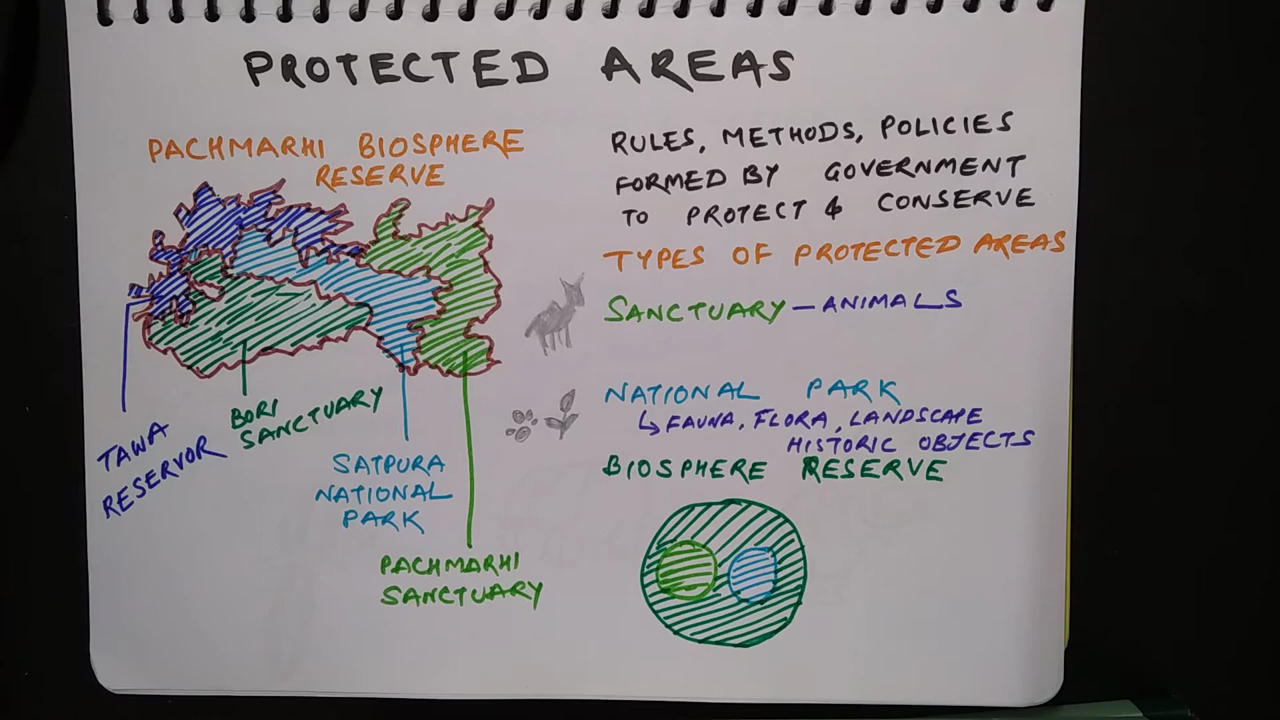 PROTECTED AREAS
PACHMARHI BIOSPHERE
RESERVE
TAWA
RESERVOR
BORI
SANCTUARY
SATPURA
NATIONAL
PARK
PACHMARHI
SANCTUARY
RULES, METHODS, POLICIES
FORMED BY GOVERNMENT
TO PROTECT & CONSERVE
TYPES OF PROTECTED AREAS
SANCTUARY – ANIMALS
NATIONAL PARK
↳ FAUNA, FLORA, LANDSCAPE
HISTORIC OBJECTS
BIOSPHERE RESERVE